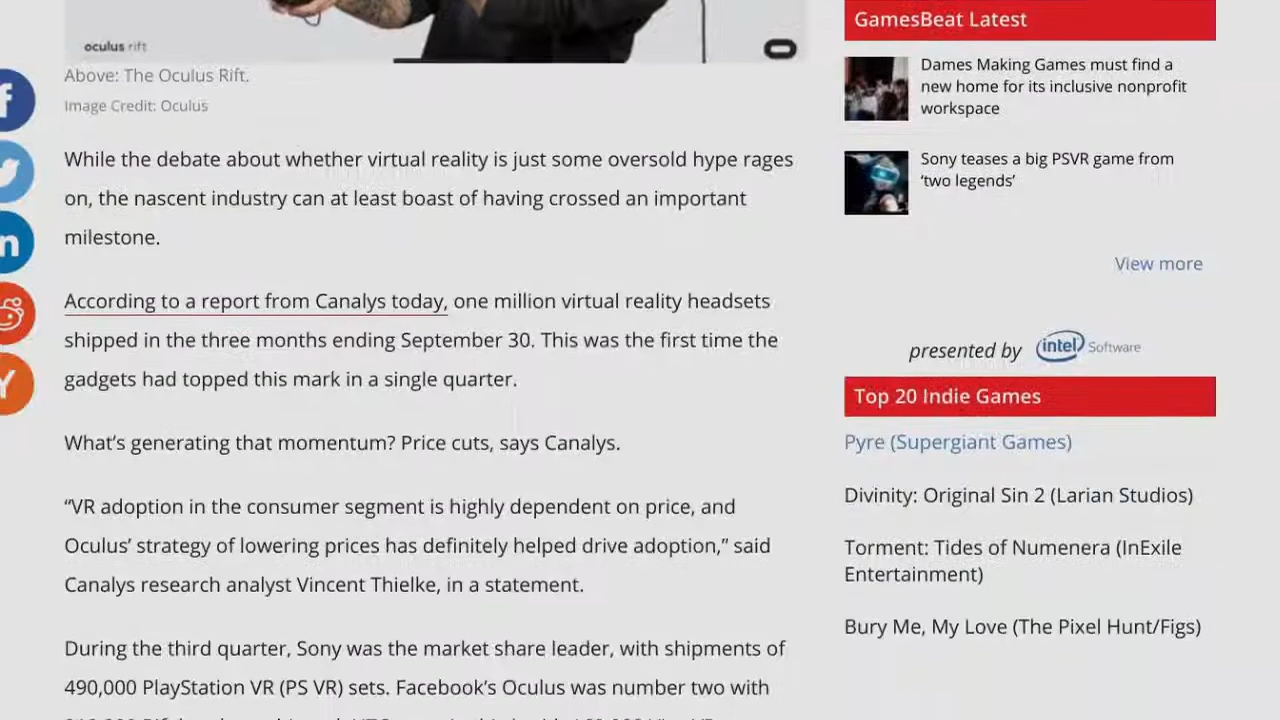 oculus rift
Above: The Oculus Rift.
Image Credit: Oculus
While the debate about whether virtual reality is just some oversold hype rages
on, the nascent industry can at least boast of having crossed an important
milestone.
According to a report from Canalys today, one million virtual reality headsets
shipped in the three months ending September 30. This was the first time the
gadgets had topped this mark in a single quarter.
What’s generating that momentum? Price cuts, says Canalys.
“VR adoption in the consumer segment is highly dependent on price, and
Oculus’ strategy of lowering prices has definitely helped drive adoption,” said
Canalys research analyst Vincent Thielke, in a statement.
During the third quarter, Sony was the market share leader, with shipments of
490,000 PlayStation VR (PS VR) sets. Facebook’s Oculus was number two with
GamesBeat Latest
Dames Making Games must find a
new home for its inclusive nonprofit
workspace
Sony teases a big PSVR game from
‘two legends’
View more
presented by intel Software
Top 20 Indie Games
Pyre (Supergiant Games)
Divinity: Original Sin 2 (Larian Studios)
Torment: Tides of Numenera (InExile
Entertainment)
Bury Me, My Love (The Pixel Hunt/Figs)